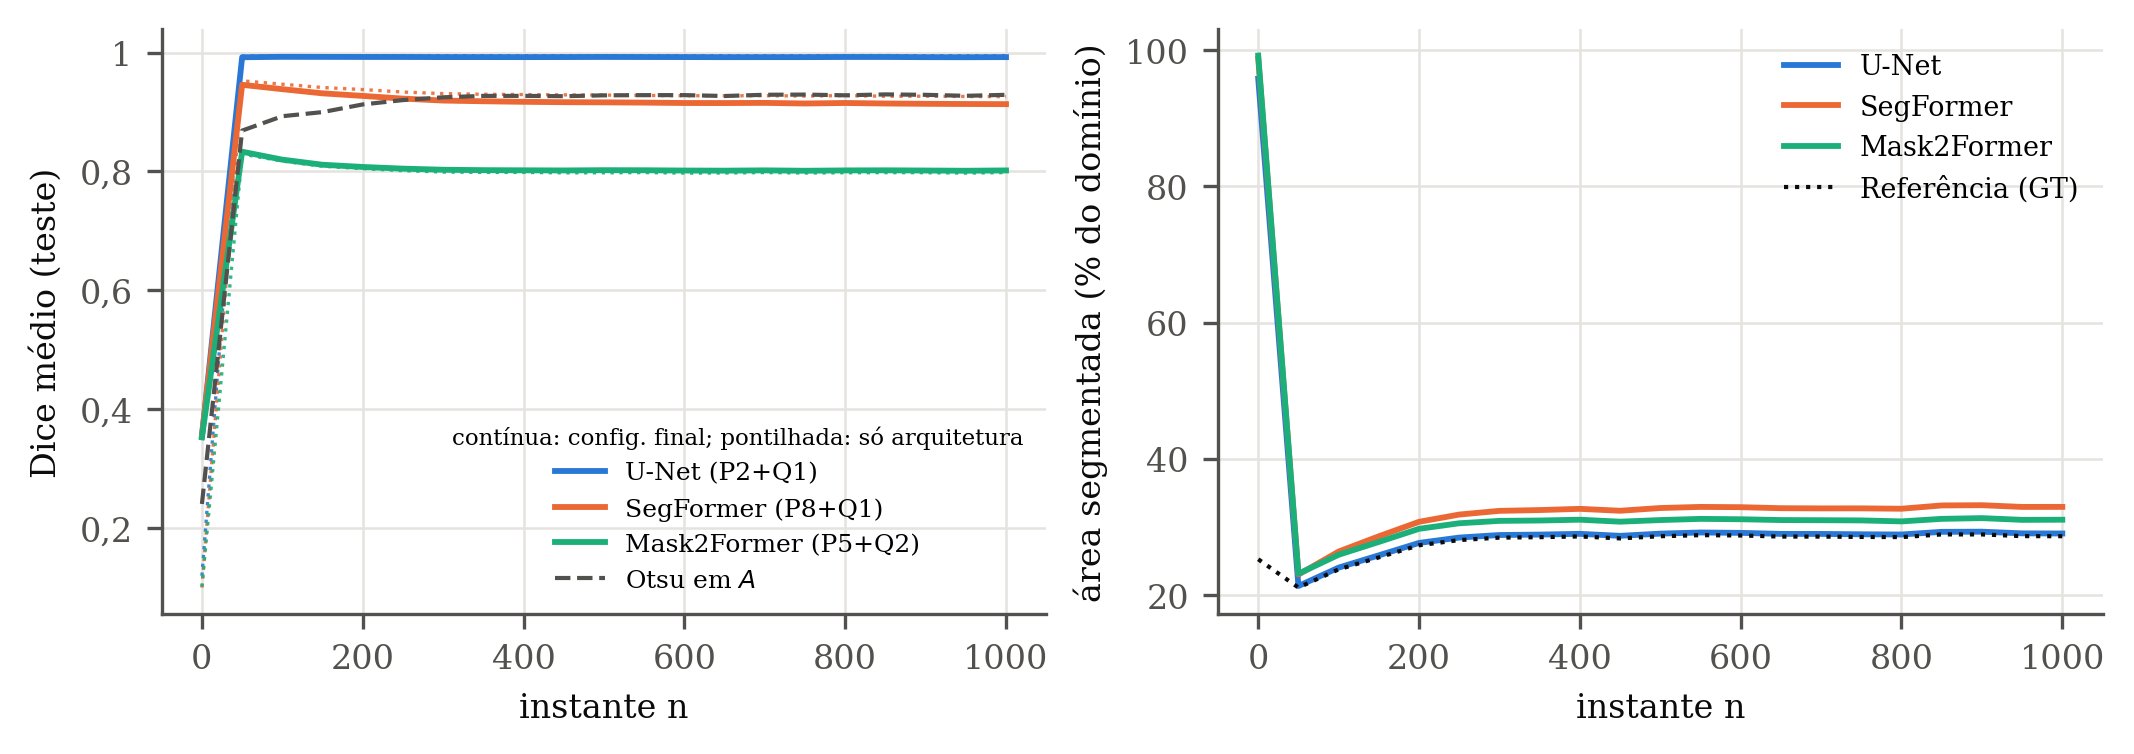 Dice médio (teste)
1
0,8
0,6
0,4
0,2
contínua: config. final; pontilhada: só arquitetura
U-Net (P2+Q1)
SegFormer (P8+Q1)
Mask2Former (P5+Q2)
Otsu em A
0 200 400 600 800 1000
instante n
área segmentada (% do domínio)
100
80
60
40
20
U-Net
SegFormer
Mask2Former
Referência (GT)
0 200 400 600 800 1000
instante n